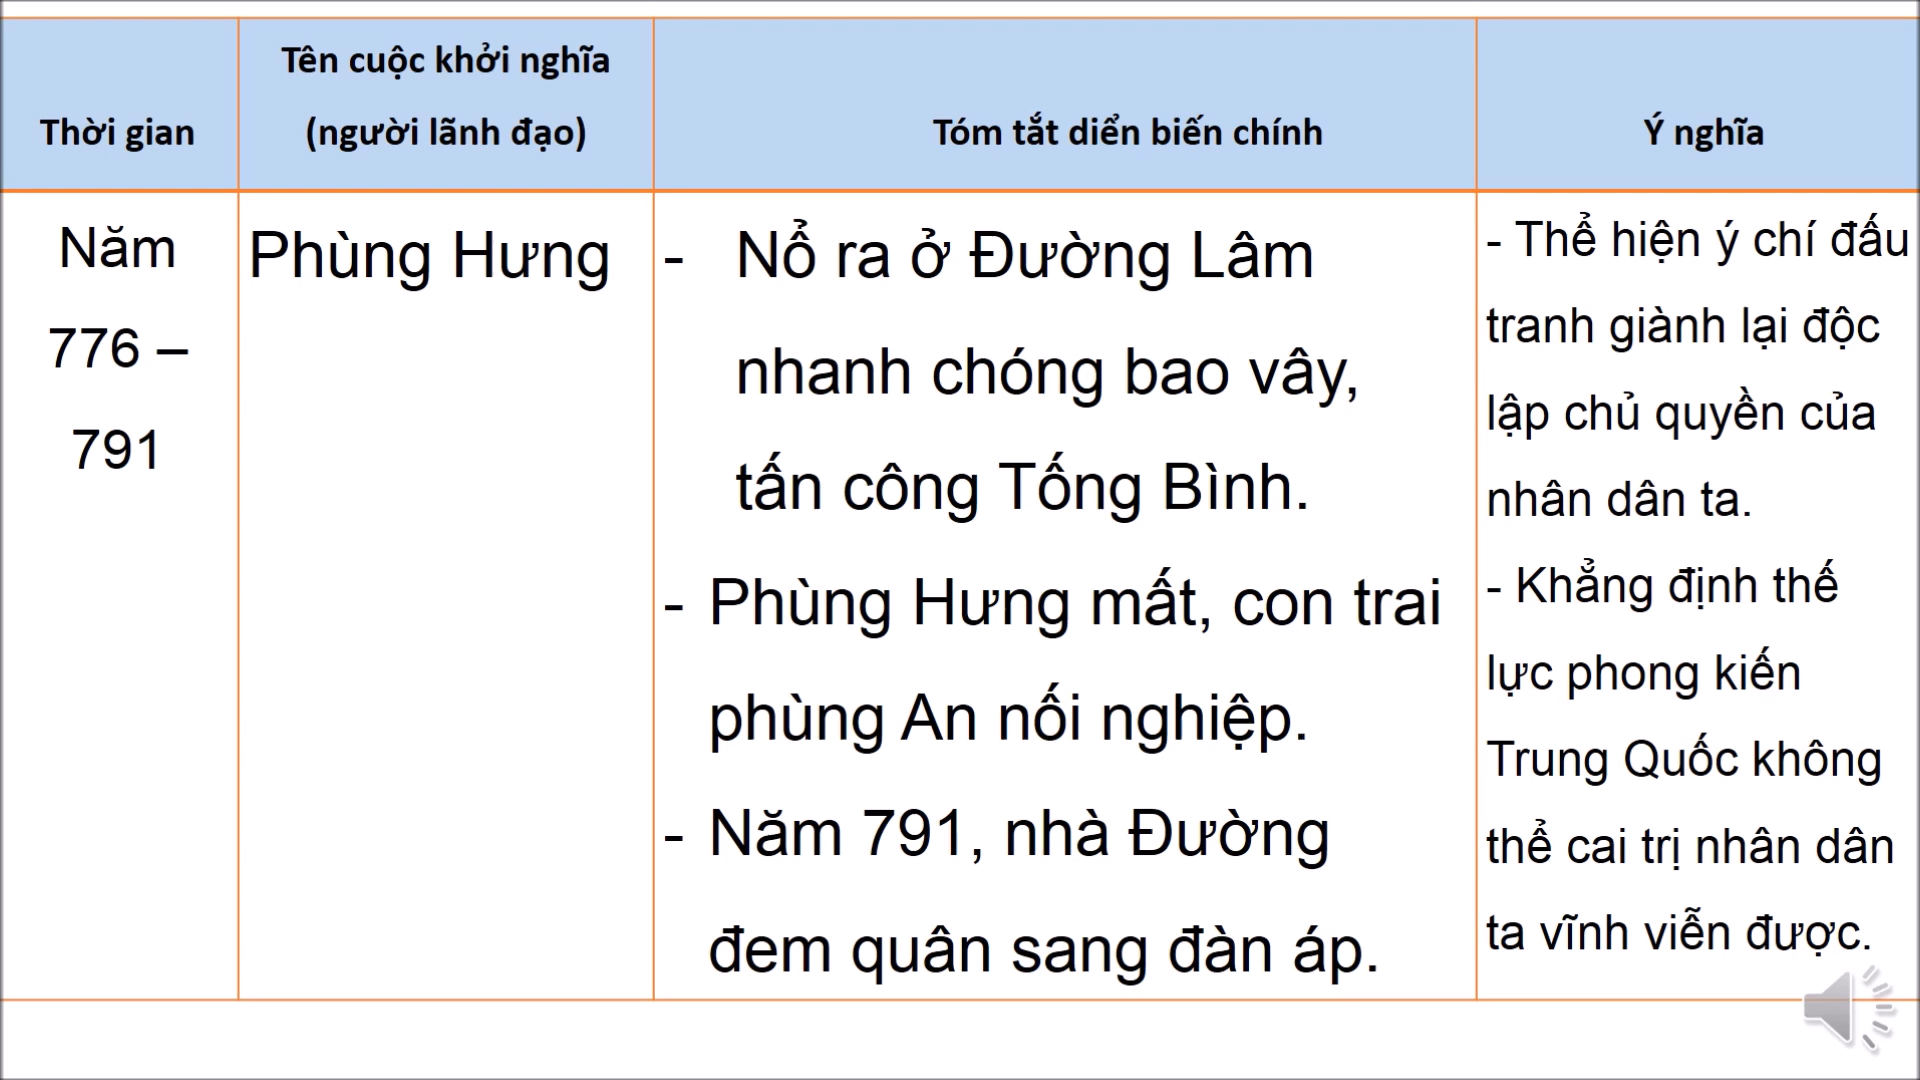 Thời gian
Tên cuộc khởi nghĩa
(người lãnh đạo)
Tóm tắt diển biến chính
Ý nghĩa
Năm
776 –
791
Phùng Hưng
- Nổ ra ở Đường Lâm
nhanh chóng bao vây,
tấn công Tống Bình.
- Phùng Hưng mất, con trai
phùng An nối nghiệp.
- Năm 791, nhà Đường
đem quân sang đàn áp.
- Thể hiện ý chí đấu
tranh giành lại độc
lập chủ quyền của
nhân dân ta.
- Khẳng định thế
lực phong kiến
Trung Quốc không
thể cai trị nhân dân
ta vĩnh viễn được.